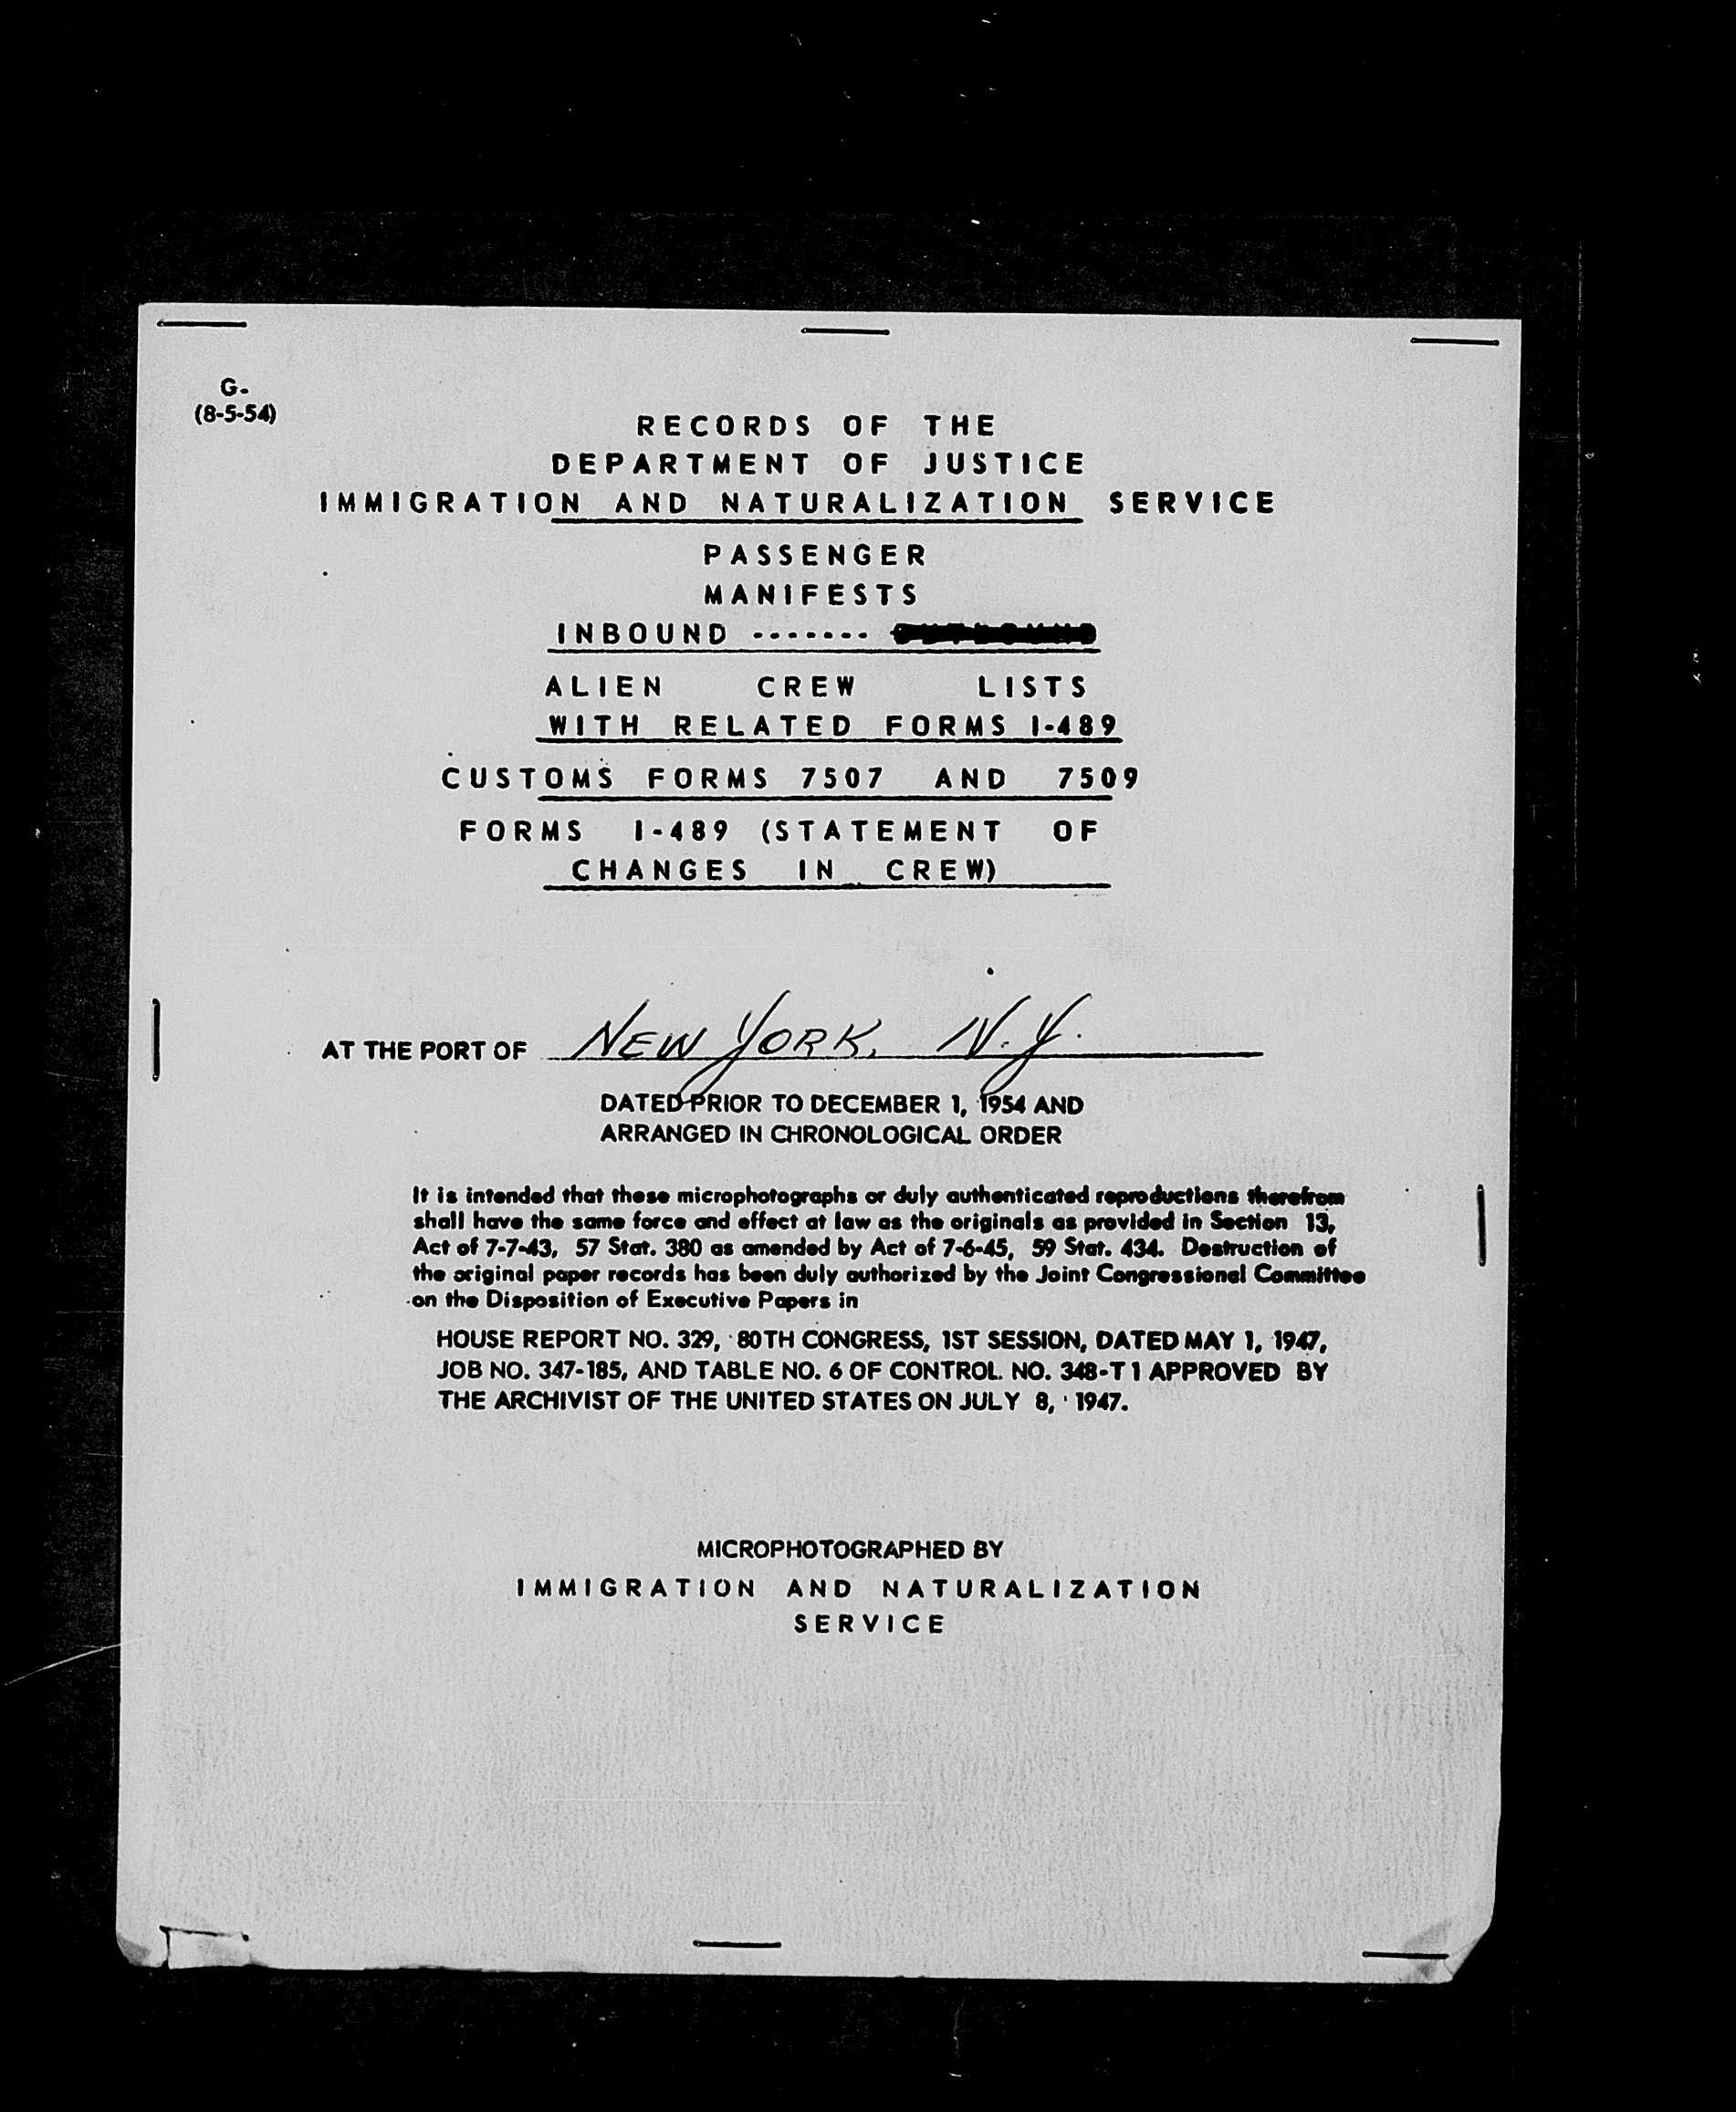 G-
(8-5-54)
RECORDS OF THE
DEPARTMENT OF JUSTICE
IMMIGRATION AND NATURALIZATION SERVICE
PASSENGER
MANIFESTS
INBOUND -------
ALIEN CREW LISTS
WITH RELATED FORMS I-489
CUSTOMS FORMS 7507 AND 7509
FORMS I-489 (STATEMENT OF
CHANGES IN CREW)
AT THE PORT OF NEW YORK, N.Y.
DATED PRIOR TO DECEMBER 1, 1954 AND
ARRANGED IN CHRONOLOGICAL ORDER
It is intended that these microphotographs or duly authenticated reproductions therefrom
shall have the same force and effect at law as the originals as provided in Section 13,
Act of 7-7-43, 57 Stat. 380 as amended by Act of 7-6-45, 59 Stat. 434. Destruction of
the original paper records has been duly authorized by the Joint Congressional Committee
on the Disposition of Executive Papers in
HOUSE REPORT NO. 329, 80TH CONGRESS, 1ST SESSION, DATED MAY 1, 1947,
JOB NO. 347-185, AND TABLE NO. 6 OF CONTROL NO. 348-T1 APPROVED BY
THE ARCHIVIST OF THE UNITED STATES ON JULY 8, 1947.
MICROPHOTOGRAPHED BY
IMMIGRATION AND NATURALIZATION
SERVICE